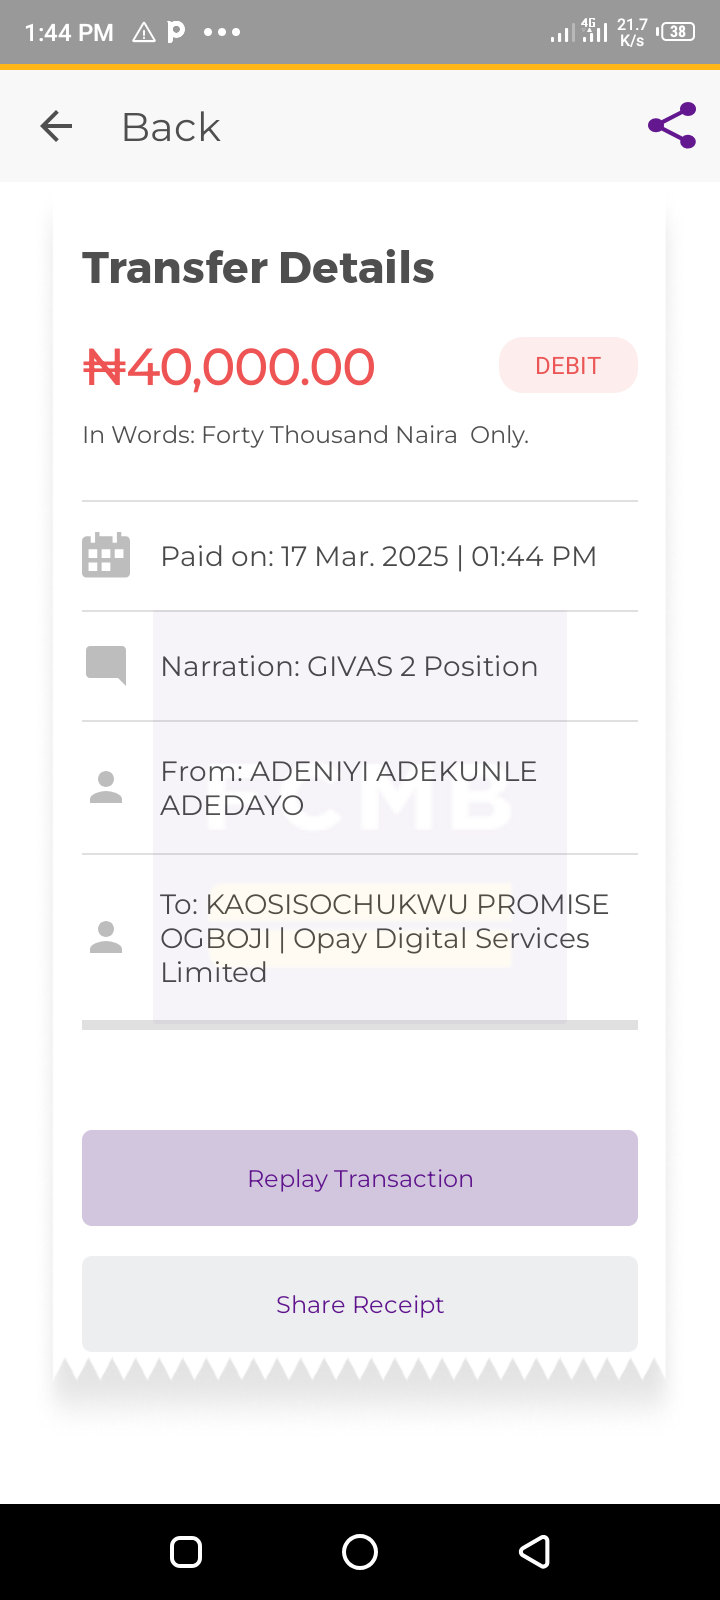 1:44 PM
4G
21.7
K/s
38
Back
Transfer Details
₦40,000.00
DEBIT
In Words: Forty Thousand Naira Only.
Paid on: 17 Mar. 2025 | 01:44 PM
Narration: GIVAS 2 Position
From: ADENIYI ADEKUNLE
ADEDAYO
FCMB
To: KAOSISOCHUKWU PROMISE
OGBOJI | Opay Digital Services
Limited
Replay Transaction
Share Receipt